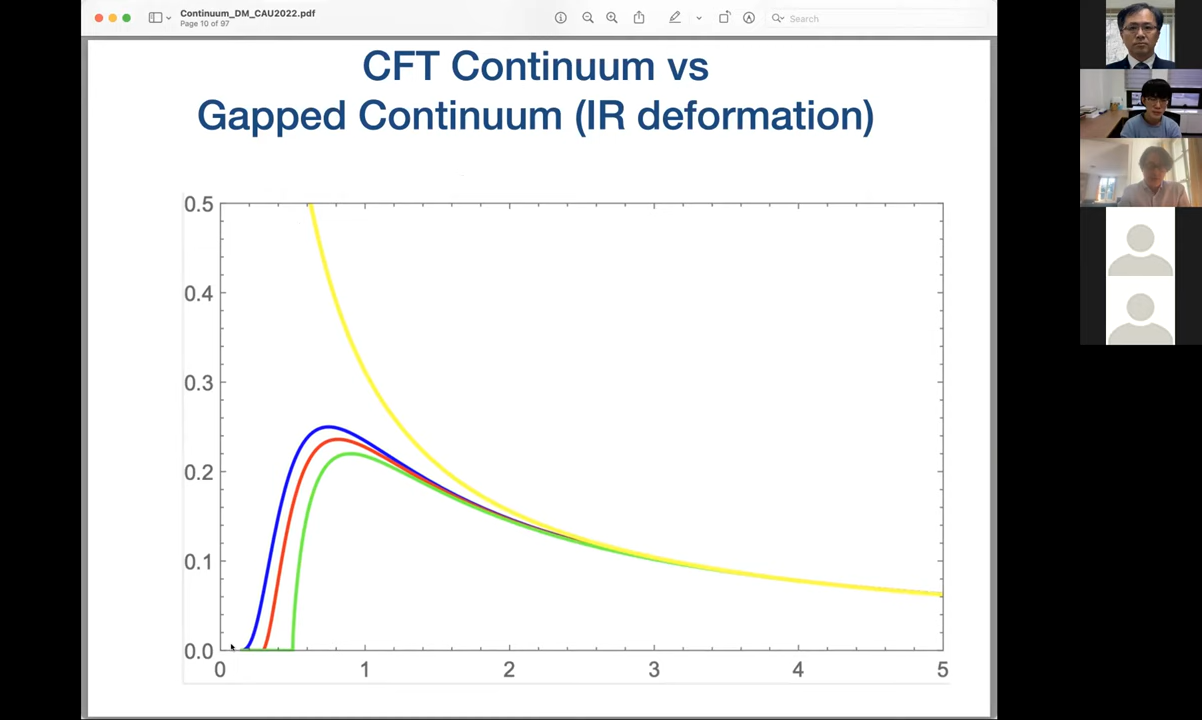 Continuum_DM_CAU2022.pdf
Page 10 of 97
Search
CFT Continuum vs
Gapped Continuum (IR deformation)
0.5
0.4
0.3
0.2
0.1
0.0
0 1 2 3 4 5